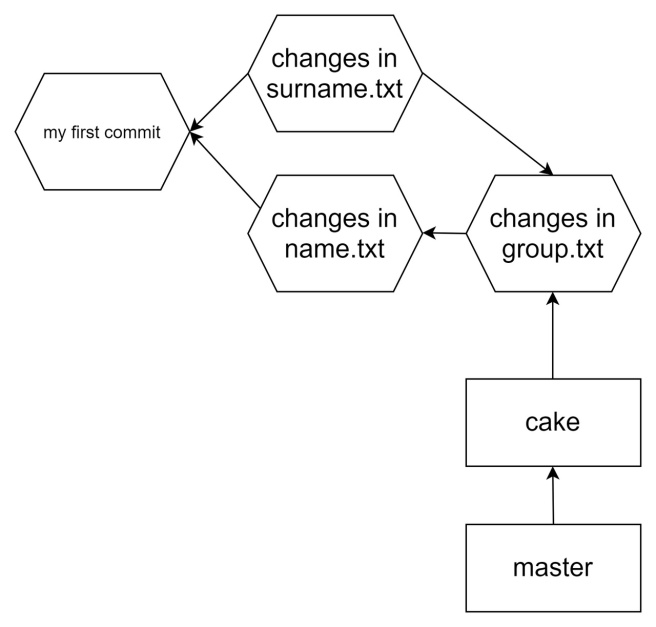 changes in
surname.txt
my first commit
changes in
name.txt
changes in
group.txt
cake
master